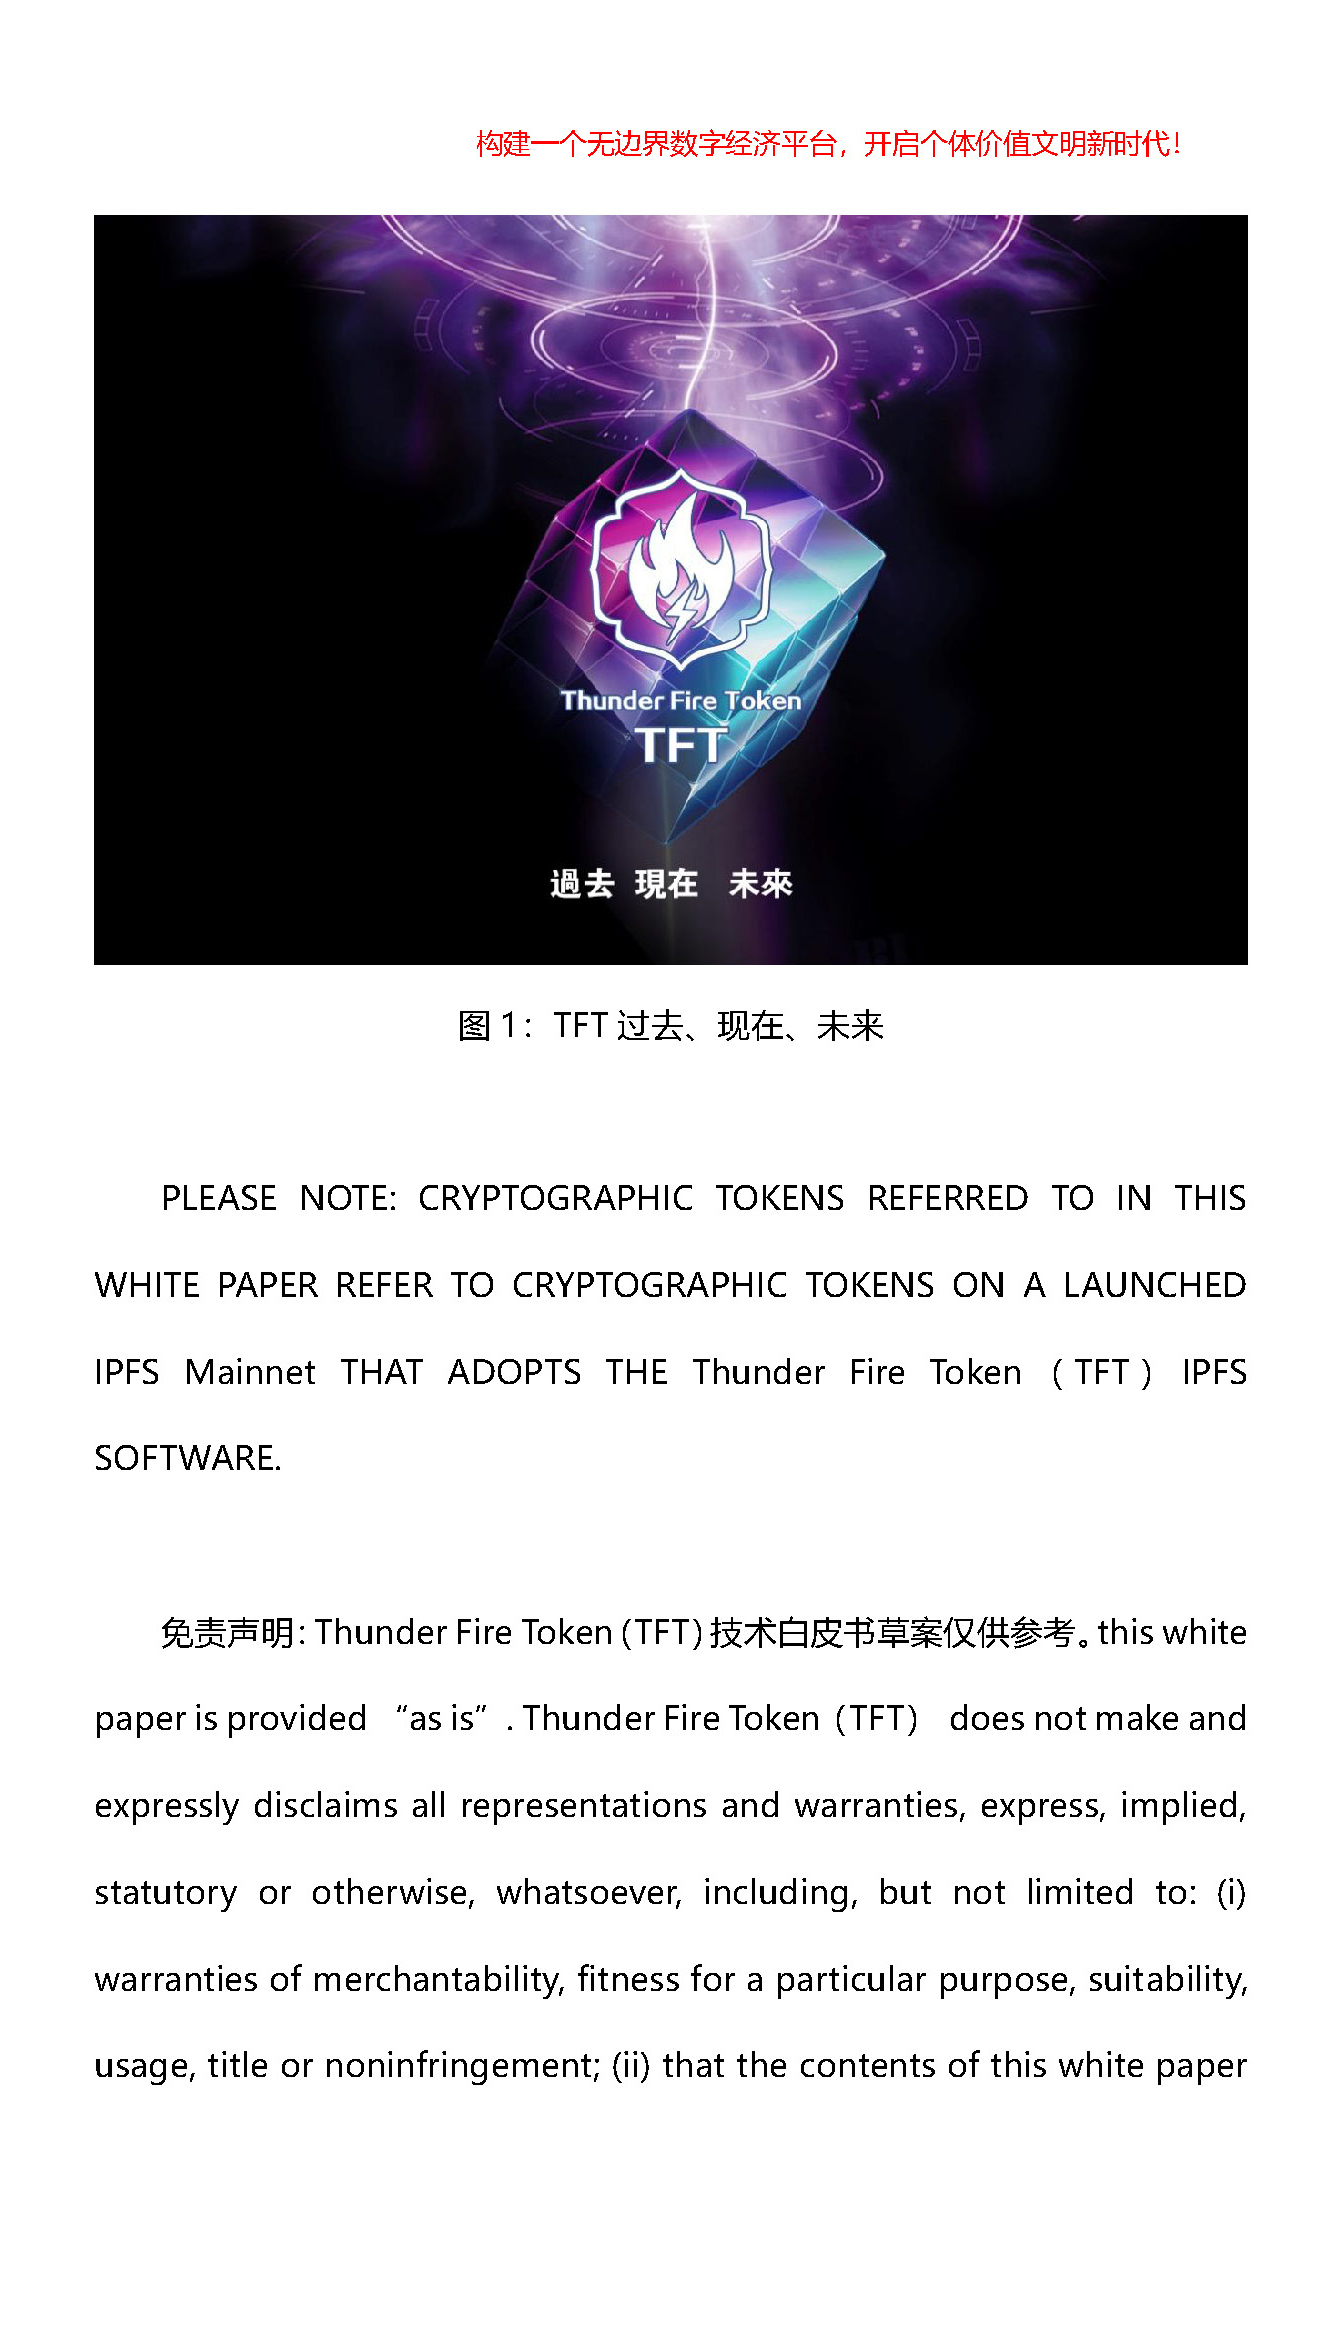 构建一个无边界数字经济平台，开启个体价值文明新时代！
Thunder Fire Token
TFT
過去 現在 未來
图 1：TFT 过去、现在、未来
PLEASE NOTE: CRYPTOGRAPHIC TOKENS REFERRED TO IN THIS
WHITE PAPER REFER TO CRYPTOGRAPHIC TOKENS ON A LAUNCHED
IPFS Mainnet THAT ADOPTS THE Thunder Fire Token（TFT）IPFS
SOFTWARE.
免责声明：Thunder Fire Token（TFT）技术白皮书草案仅供参考。this white
paper is provided “as is”. Thunder Fire Token（TFT） does not make and
expressly disclaims all representations and warranties, express, implied,
statutory or otherwise, whatsoever, including, but not limited to: (i)
warranties of merchantability, fitness for a particular purpose, suitability,
usage, title or noninfringement; (ii) that the contents of this white paper